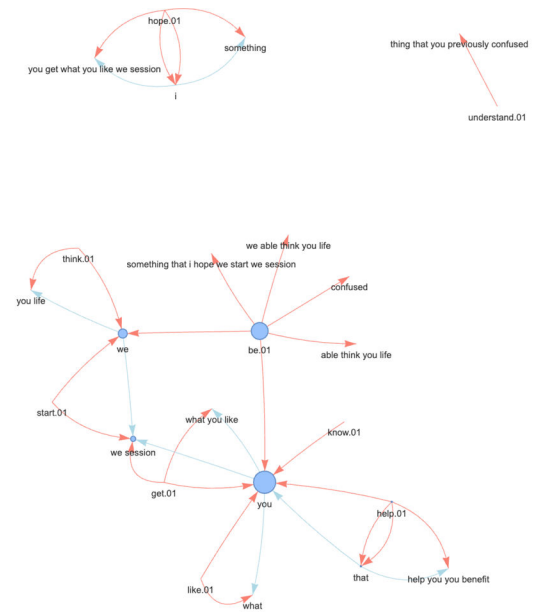 hope.01
something
thing that you previously confused
you get what you like we session
i
understand.01
we able think you life
think.01
something that i hope we start we session
confused
you life
we
be.01
able think you life
start.01
what you like
know.01
we session
get.01
you
help.01
that
help you you benefit
like.01
what